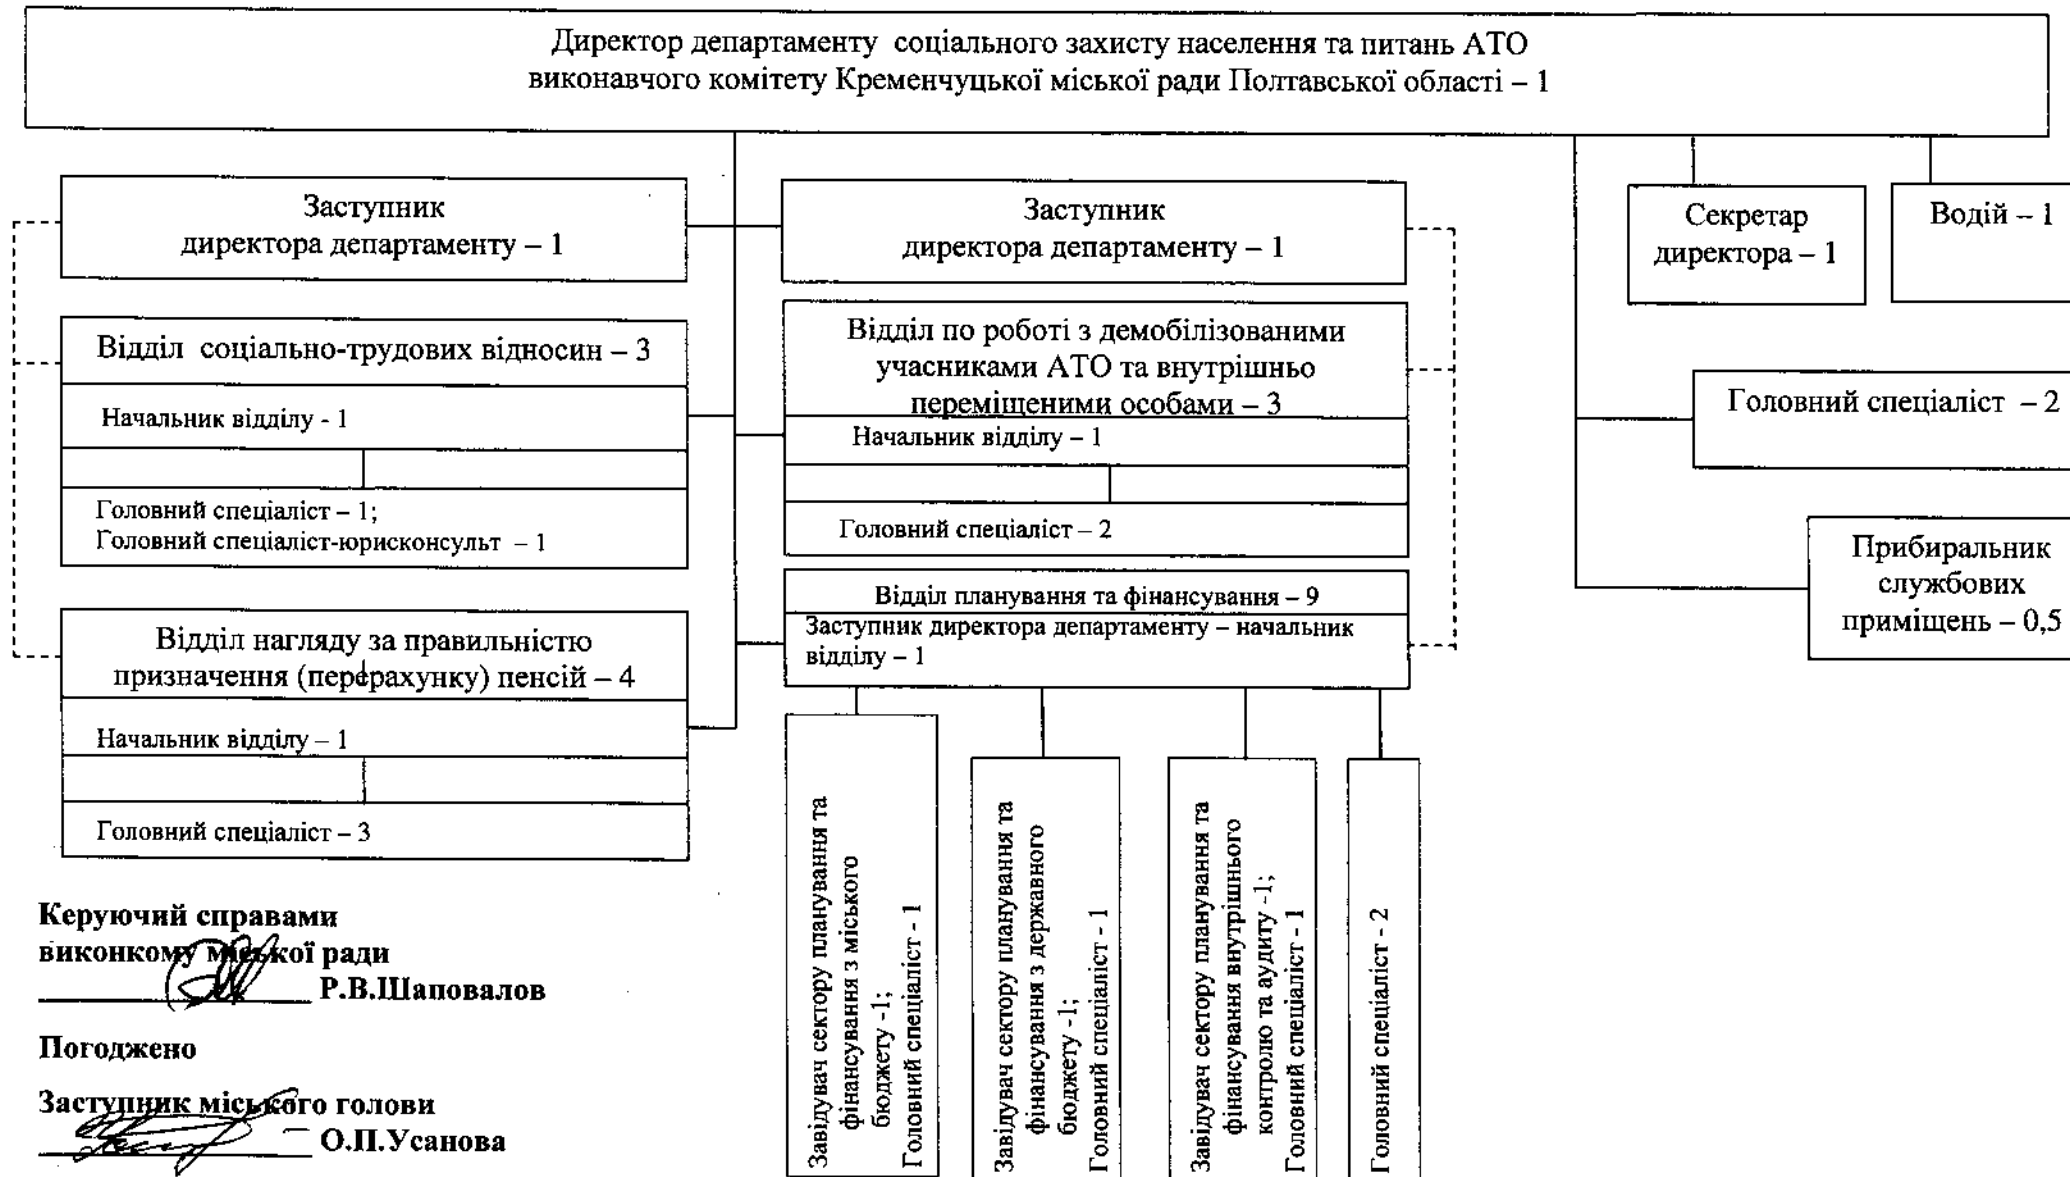 Директор департаменту соціального захисту населення та питань АТО
виконавчого комітету Кременчуцької міської ради Полтавської області – 1
Заступник
директора департаменту – 1
Заступник
директора департаменту – 1
Секретар
директора – 1
Водій – 1
Відділ соціально-трудових відносин – 3
Начальник відділу - 1
Головний спеціаліст – 1;
Головний спеціаліст-юрисконсульт – 1
Відділ по роботі з демобілізованими
учасниками АТО та внутрішньо
переміщеними особами – 3
Начальник відділу – 1
Головний спеціаліст – 2
Головний спеціаліст – 2
Прибиральник
службових
приміщень – 0,5
Відділ нагляду за правильністю
призначення (перерахунку) пенсій – 4
Начальник відділу – 1
Головний спеціаліст – 3
Відділ планування та фінансування – 9
Заступник директора департаменту – начальник
відділу – 1
Завідувач сектору планування та
фінансування з міського
бюджету -1;
Головний спеціаліст - 1
Завідувач сектору планування та
фінансування з державного
бюджету -1;
Головний спеціаліст - 1
Завідувач сектору планування та
фінансування внутрішнього
контролю та аудиту -1;
Головний спеціаліст - 1
Головний спеціаліст - 2
Керуючий справами
виконкому міської ради
Р.В.Шаповалов
Погоджено
Заступник міського голови
О.П.Усанова